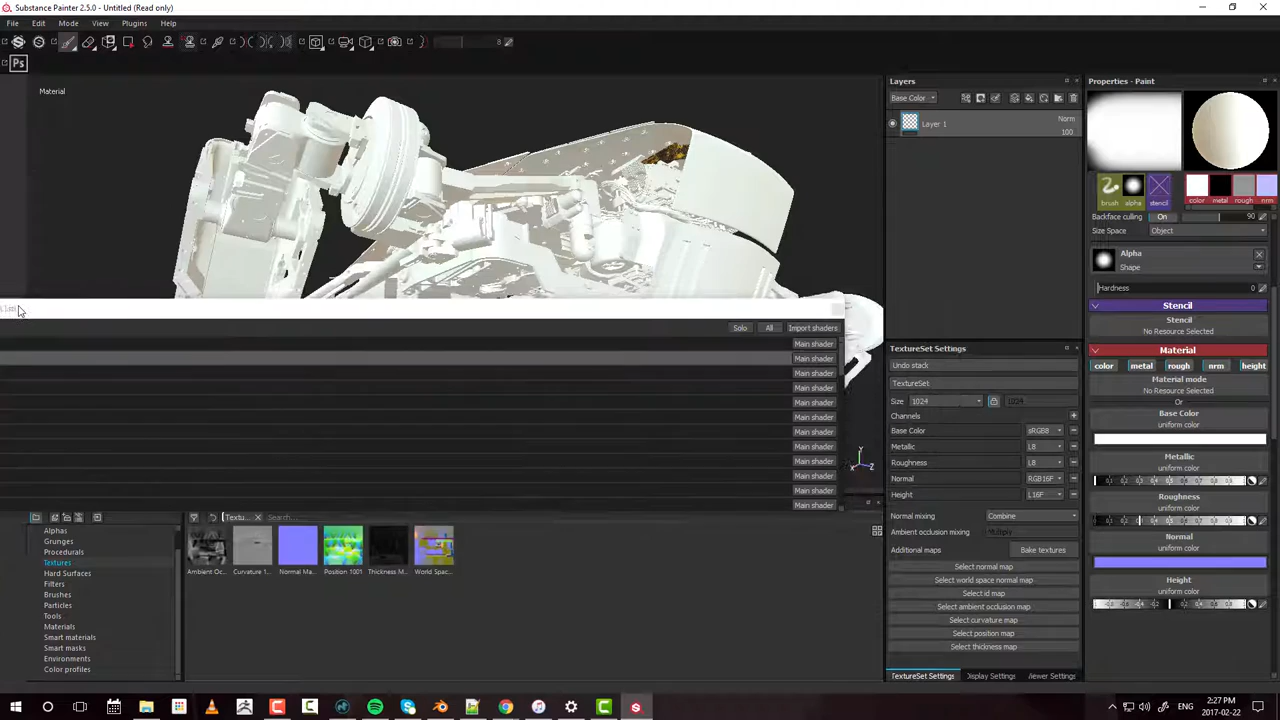 Substance Painter 2.5.0 - Untitled (Read only)
File Edit Mode View Plugins Help
8
Ps
Material
Solo All Import shaders
Main shader
Main shader
Main shader
Main shader
Main shader
Main shader
Main shader
Main shader
Main shader
Main shader
Main shader
Main shader
Y
X Z
Layers
Base Color
Layer 1
Norm
100
TextureSet Settings
Undo stack
TextureSet
Size 1024 1024
Channels
Base Color sRGB8
Metallic L8
Roughness L8
Normal RGB16F
Height L16F
Normal mixing Combine
Ambient occlusion mixing Multiply
Additional maps Bake textures
Select normal map
Select world space normal map
Select id map
Select ambient occlusion map
Select curvature map
Select position map
Select thickness map
TextureSet Settings Display Settings Viewer Settings
Properties - Paint
brush alpha stencil color metal rough nrm
Backface culling On 90
Size Space Object
Alpha
Shape
Hardness 0
Stencil
Stencil
No Resource Selected
Material
color metal rough nrm height
Material mode
No Resource Selected
Or
Base Color
uniform color
Metallic
uniform color
Roughness
uniform color
Normal
uniform color
Height
uniform color
Textu... Search...
Alphas
Grunges
Procedurals
Textures
Hard Surfaces
Filters
Brushes
Particles
Tools
Materials
Smart materials
Smart masks
Environments
Color profiles
Ambient Oc... Curvature 1... Normal Ma... Position 1001 Thickness M... World Spac...
ENG
2:27 PM
2017-02-22